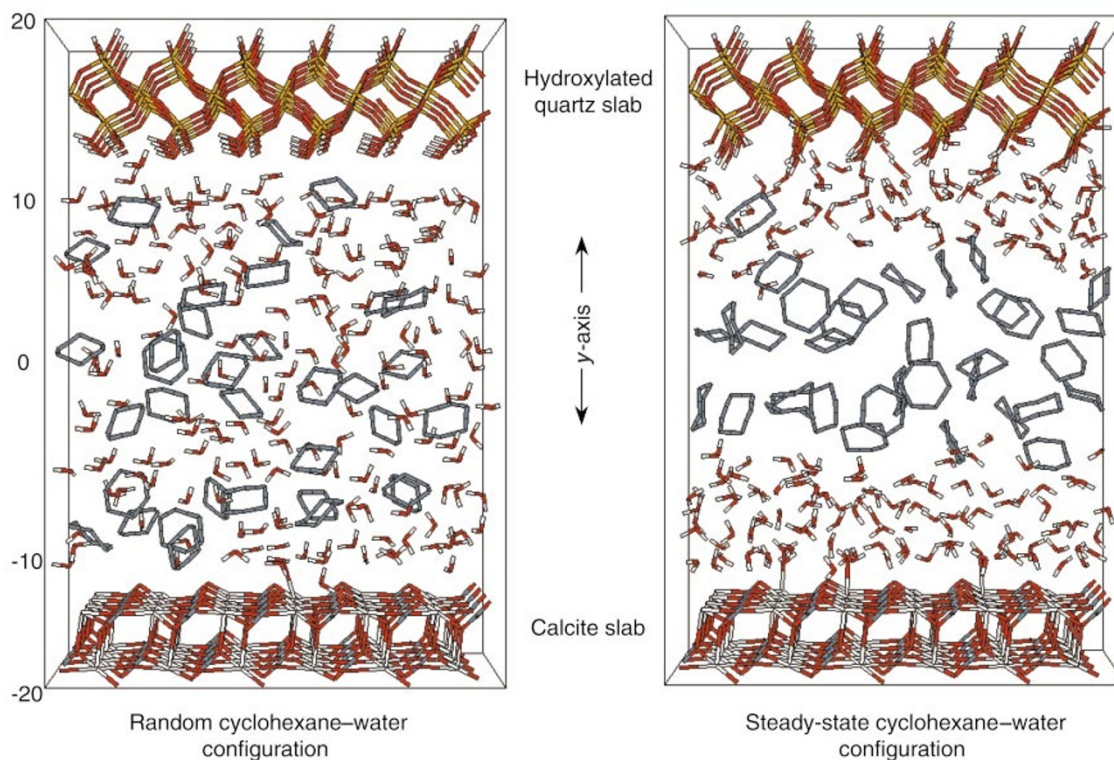 20
10
0
-10
-20
Hydroxylated
quartz slab
y-axis
Calcite slab
Random cyclohexane–water
configuration
Steady-state cyclohexane–water
configuration